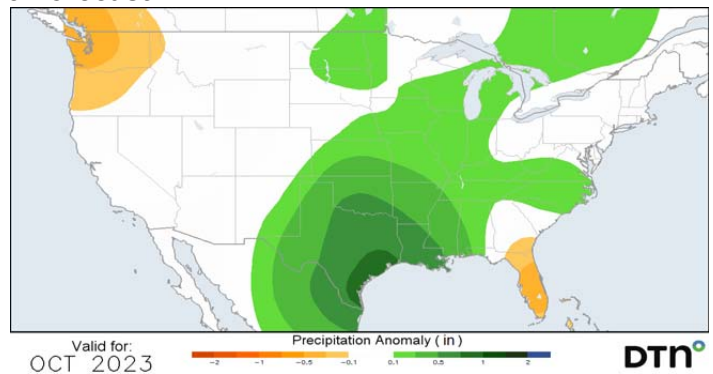 Valid for:
OCT 2023
Precipitation Anomaly ( in )
-2 -1 -0.5 -0.1 0.1 0.5 1 2
DTN